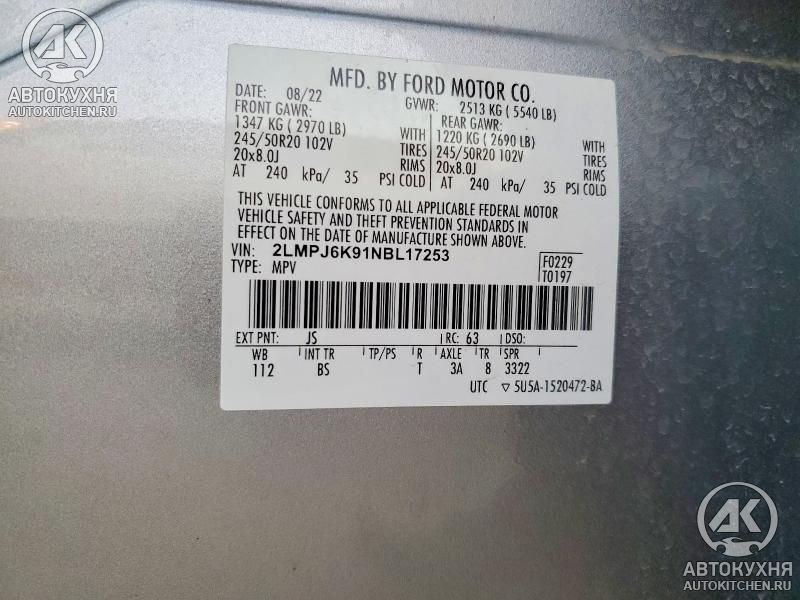 АК
АВТОКУХНЯ
AUTOKITCHEN.RU
MFD. BY FORD MOTOR CO.
DATE: 08/22 GVWR: 2513 KG ( 5540 LB)
FRONT GAWR: REAR GAWR:
1347 KG ( 2970 LB) WITH 1220 KG ( 2690 LB) WITH
245/50R20 102V TIRES 245/50R20 102V TIRES
20x8.0J RIMS 20x8.0J RIMS
AT 240 kPa/ 35 PSI COLD AT 240 kPa/ 35 PSI COLD
THIS VEHICLE CONFORMS TO ALL APPLICABLE FEDERAL MOTOR
VEHICLE SAFETY AND THEFT PREVENTION STANDARDS IN
EFFECT ON THE DATE OF MANUFACTURE SHOWN ABOVE.
VIN: 2LMPJ6K91NBL17253 F0229
TYPE: MPV T0197
EXT PNT: JS RC: 63 DSO:
WB INT TR TP/PS R AXLE TR SPR
112 BS T 3A 8 3322
UTC ▽ 5U5A-1520472-BA
АК
АВТОКУХНЯ
AUTOKITCHEN.RU